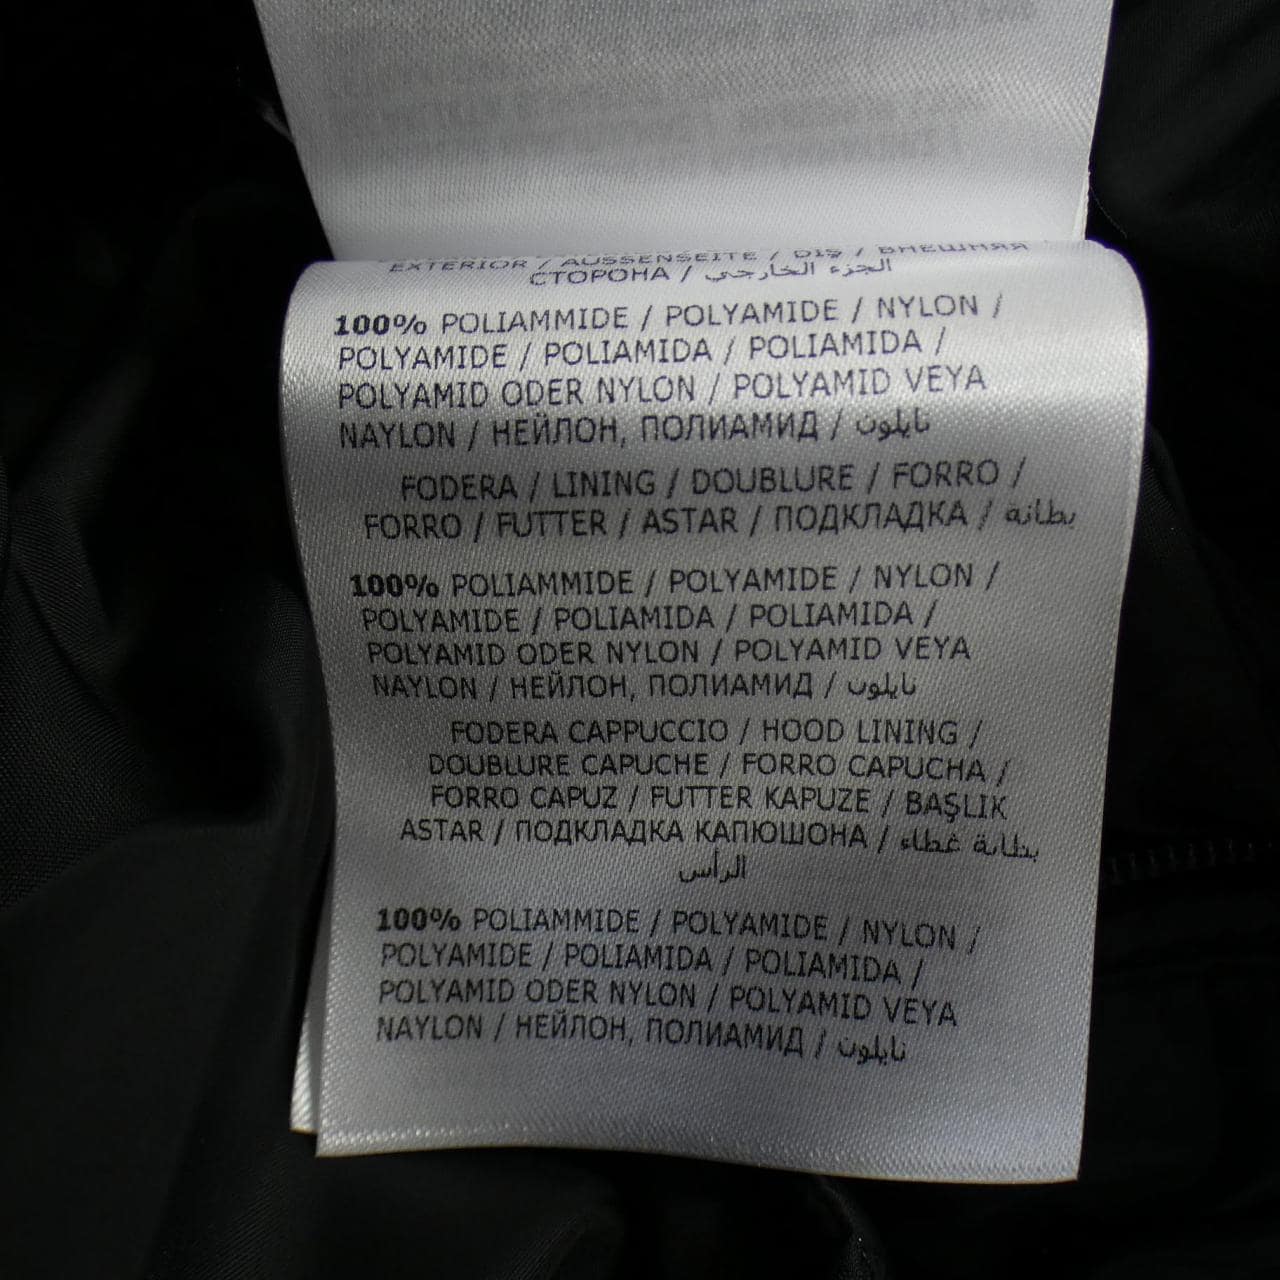 EXTERIOR / AUSSENSEITE / DIŞ / ВНЕШНЯЯ
СТОРОНА / الجزء الخارجي
100% POLIAMMIDE / POLYAMIDE / NYLON /
POLYAMIDE / POLIAMIDA / POLIAMIDA /
POLYAMID ODER NYLON / POLYAMID VEYA
NAYLON / НЕЙЛОН, ПОЛИАМИД / نايلون
FODERA / LINING / DOUBLURE / FORRO /
FORRO / FUTTER / ASTAR / ПОДКЛАДКА / بطانة
100% POLIAMMIDE / POLYAMIDE / NYLON /
POLYAMIDE / POLIAMIDA / POLIAMIDA /
POLYAMID ODER NYLON / POLYAMID VEYA
NAYLON / НЕЙЛОН, ПОЛИАМИД / نايلون
FODERA CAPPUCCIO / HOOD LINING /
DOUBLURE CAPUCHE / FORRO CAPUCHA /
FORRO CAPUZ / FUTTER KAPUZE / BAŞLIK
ASTAR / ПОДКЛАДКА КАПЮШОНА / بطانة غطاء
الرأس
100% POLIAMMIDE / POLYAMIDE / NYLON /
POLYAMIDE / POLIAMIDA / POLIAMIDA /
POLYAMID ODER NYLON / POLYAMID VEYA
NAYLON / НЕЙЛОН, ПОЛИАМИД / نايلون